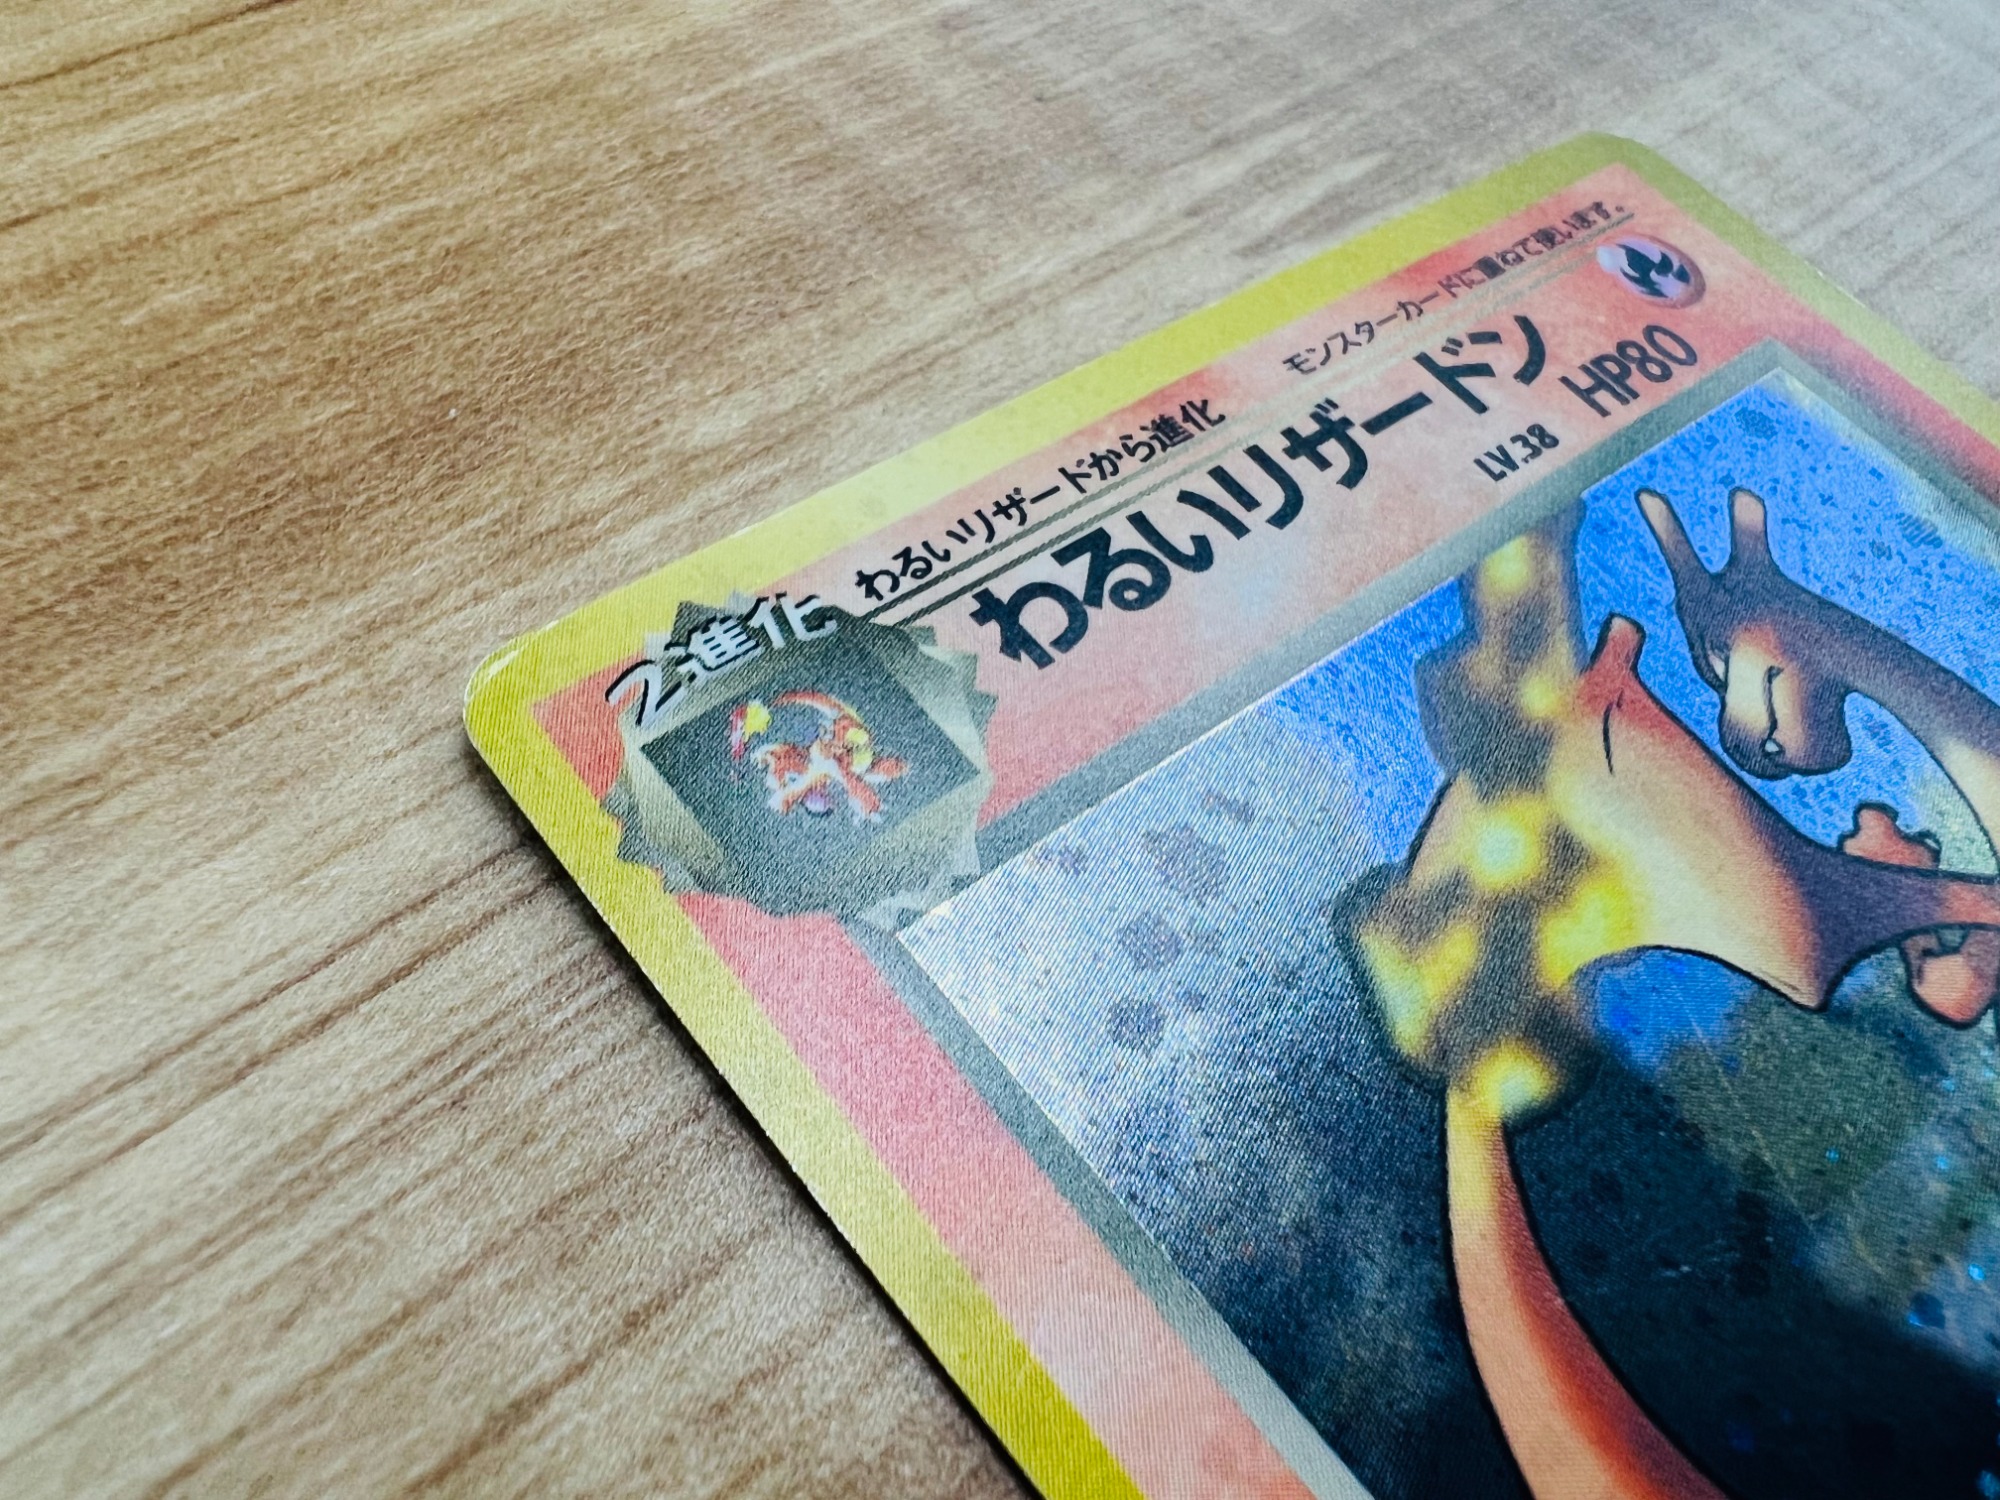 わるいリザードから進化
モンスターカードに重ねて使います。
2進化
わるいリザードン
LV.38
HP80